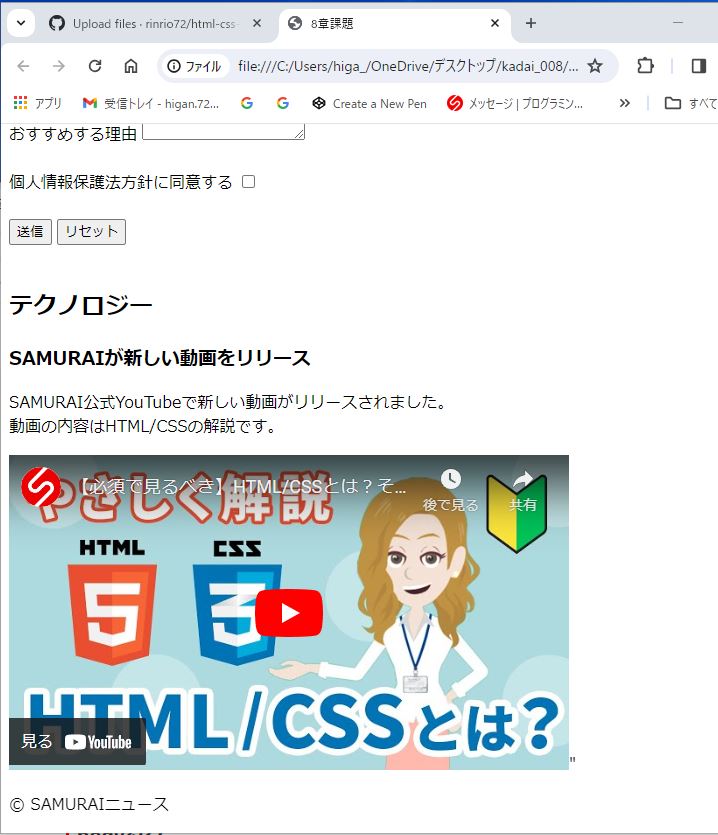 Upload files · rinrio72/html-css
8章課題
ファイル
file:///C:/Users/higa_/OneDrive/デスクトップ/kadai_008/...
アプリ
受信トレイ - higan.72...
Create a New Pen
メッセージ | プログラミン...
すべて
おすすめする理由
個人情報保護法方針に同意する
送信 リセット
テクノロジー
SAMURAIが新しい動画をリリース
SAMURAI公式YouTubeで新しい動画がリリースされました。
動画の内容はHTML/CSSの解説です。
【必須で見るべき】HTML/CSSとは？そ...
後で見る
共有
やさしく解説
HTML
CSS
5
3
HTML/CSSとは?
見る YouTube
"
© SAMURAIニュース